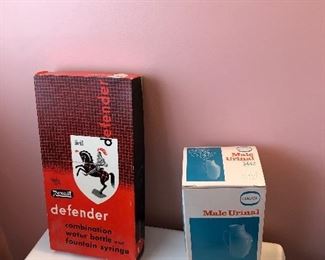 defender
Rexall
defender
combination
water bottle and
fountain syringe
Male Urinal
Male Urinal